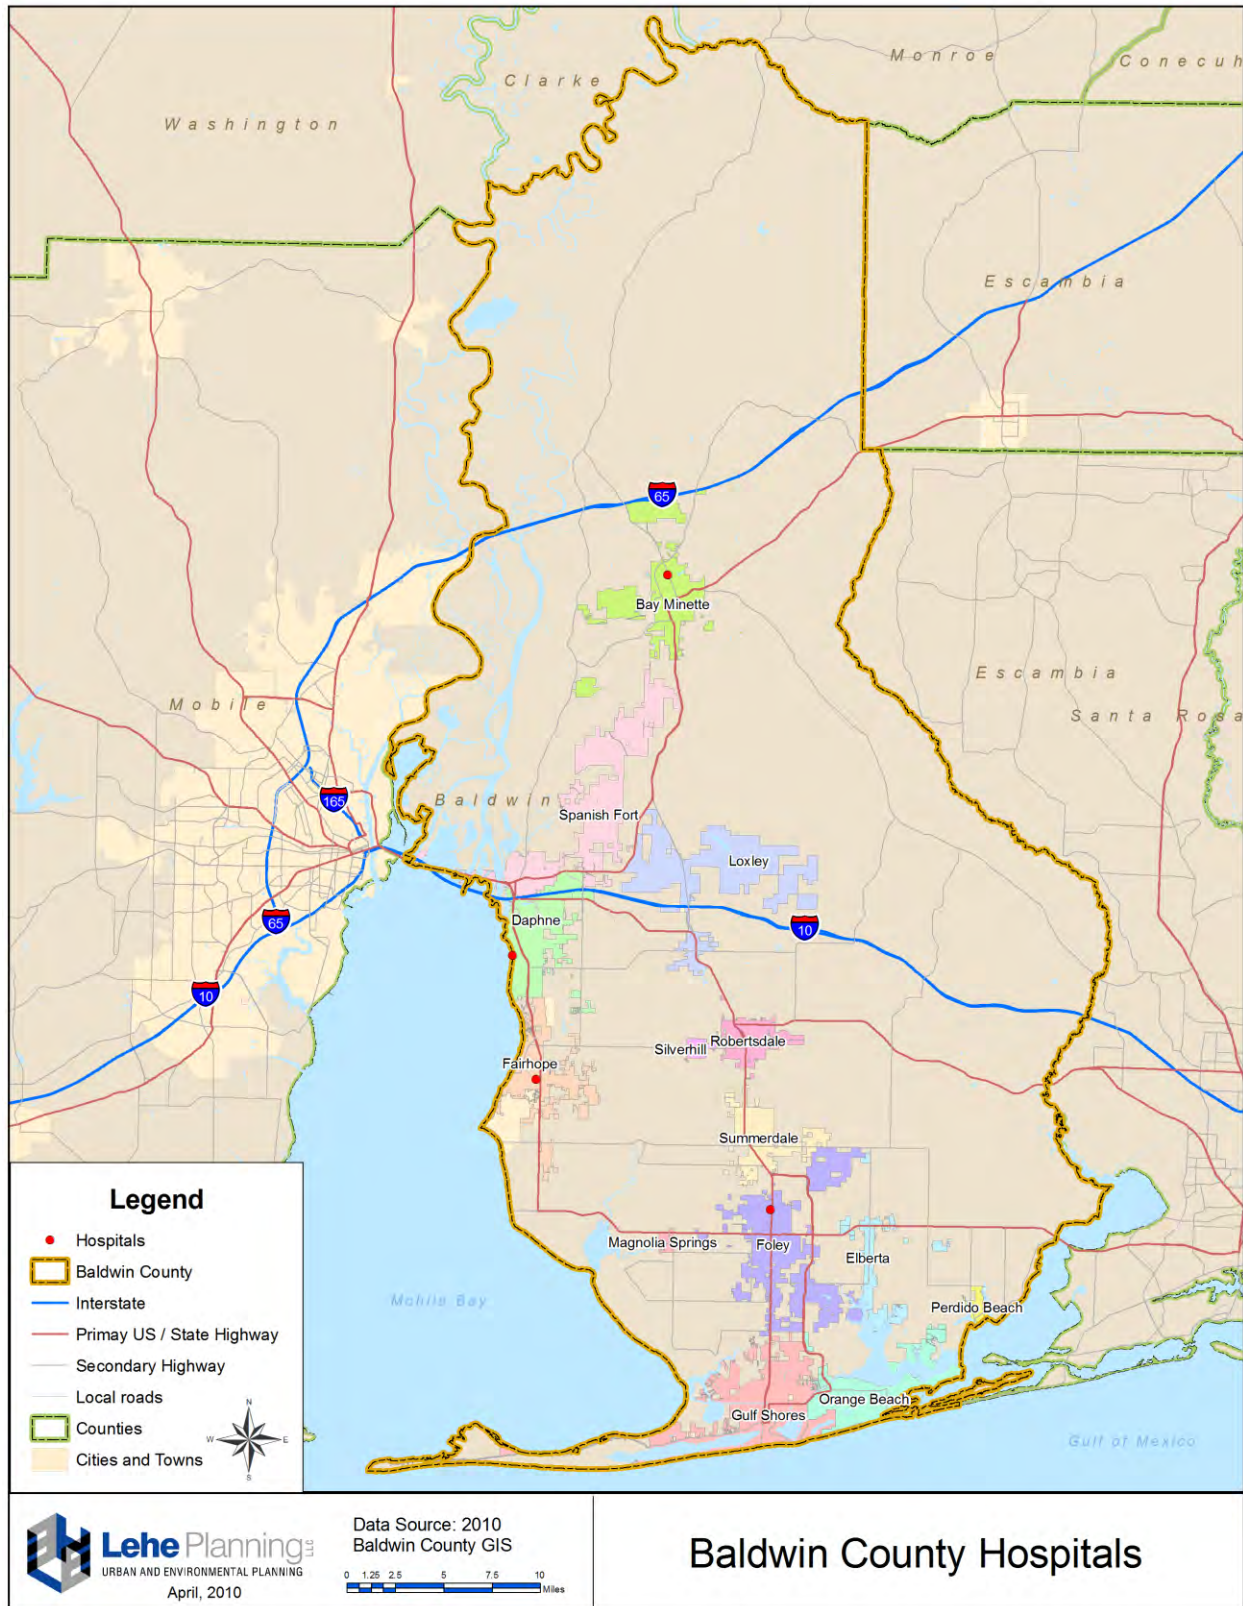 Clarke
Monroe
Conecuh
Washington
Escambia
65
Bay Minette
Escambia
Santa Rosa
Mobile
165
Baldwin
Spanish Fort
Loxley
65
Daphne
10
10
Robertsdale
Silverhill
Fairhope
Summerdale
Magnolia Springs
Foley
Elberta
Mobile Bay
Perdido Beach
Orange Beach
Gulf Shores
Gulf of Mexico
Legend
Hospitals
Baldwin County
Interstate
Primay US / State Highway
Secondary Highway
Local roads
Counties
Cities and Towns
N
W E
S
Lehe Planning LLC
URBAN AND ENVIRONMENTAL PLANNING
April, 2010
Data Source: 2010
Baldwin County GIS
0 1.25 2.5 5 7.5 10
Miles
Baldwin County Hospitals